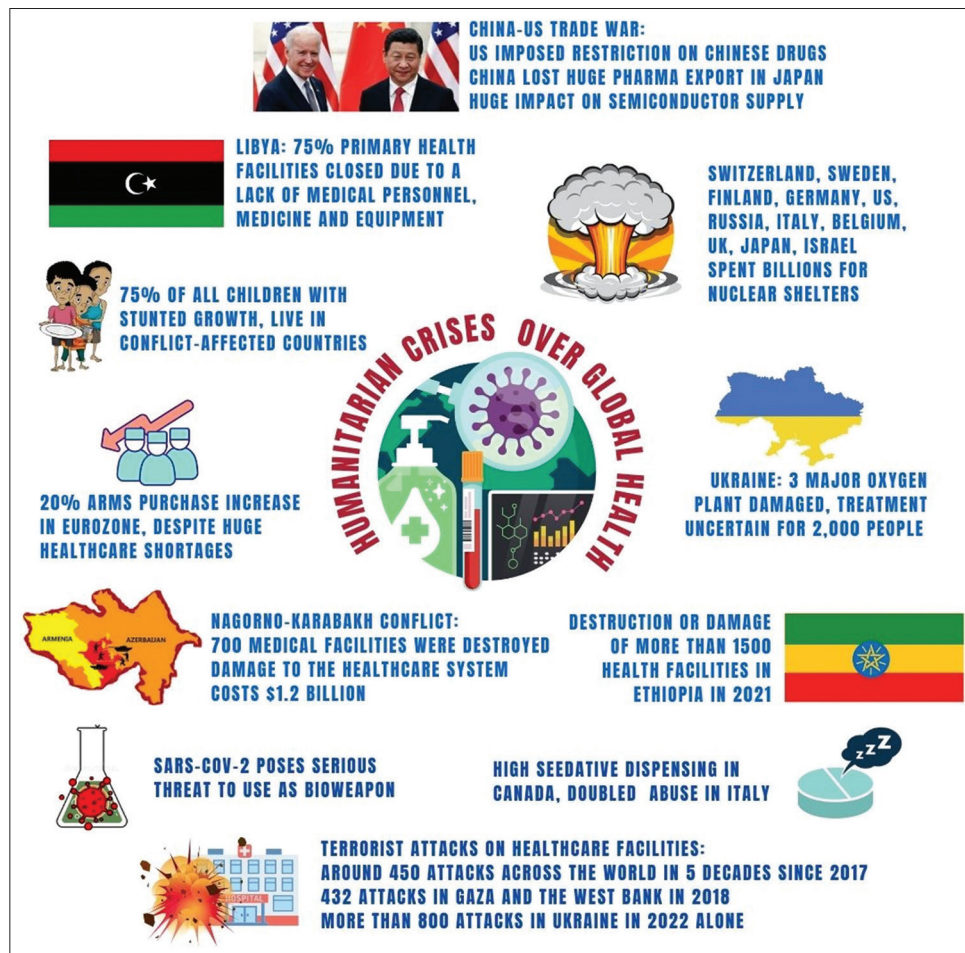 CHINA-US TRADE WAR:
US IMPOSED RESTRICTION ON CHINESE DRUGS
CHINA LOST HUGE PHARMA EXPORT IN JAPAN
HUGE IMPACT ON SEMICONDUCTOR SUPPLY
LIBYA: 75% PRIMARY HEALTH
FACILITIES CLOSED DUE TO A
LACK OF MEDICAL PERSONNEL,
MEDICINE AND EQUIPMENT
SWITZERLAND, SWEDEN,
FINLAND, GERMANY, US,
RUSSIA, ITALY, BELGIUM,
UK, JAPAN, ISRAEL
SPENT BILLIONS FOR
NUCLEAR SHELTERS
75% OF ALL CHILDREN WITH
STUNTED GROWTH, LIVE IN
CONFLICT-AFFECTED COUNTRIES
HUMANITARIAN CRISES OVER GLOBAL HEALTH
20% ARMS PURCHASE INCREASE
IN EUROZONE, DESPITE HUGE
HEALTHCARE SHORTAGES
UKRAINE: 3 MAJOR OXYGEN
PLANT DAMAGED, TREATMENT
UNCERTAIN FOR 2,000 PEOPLE
ARMENIA
AZERBAIJAN
NAGORNO-KARABAKH CONFLICT:
700 MEDICAL FACILITIES WERE DESTROYED
DAMAGE TO THE HEALTHCARE SYSTEM
COSTS $1.2 BILLION
DESTRUCTION OR DAMAGE
OF MORE THAN 1500
HEALTH FACILITIES IN
ETHIOPIA IN 2021
SARS-COV-2 POSES SERIOUS
THREAT TO USE AS BIOWEAPON
HIGH SEEDATIVE DISPENSING IN
CANADA, DOUBLED ABUSE IN ITALY
zzZ
HOSPITAL
TERRORIST ATTACKS ON HEALTHCARE FACILITIES:
AROUND 450 ATTACKS ACROSS THE WORLD IN 5 DECADES SINCE 2017
432 ATTACKS IN GAZA AND THE WEST BANK IN 2018
MORE THAN 800 ATTACKS IN UKRAINE IN 2022 ALONE